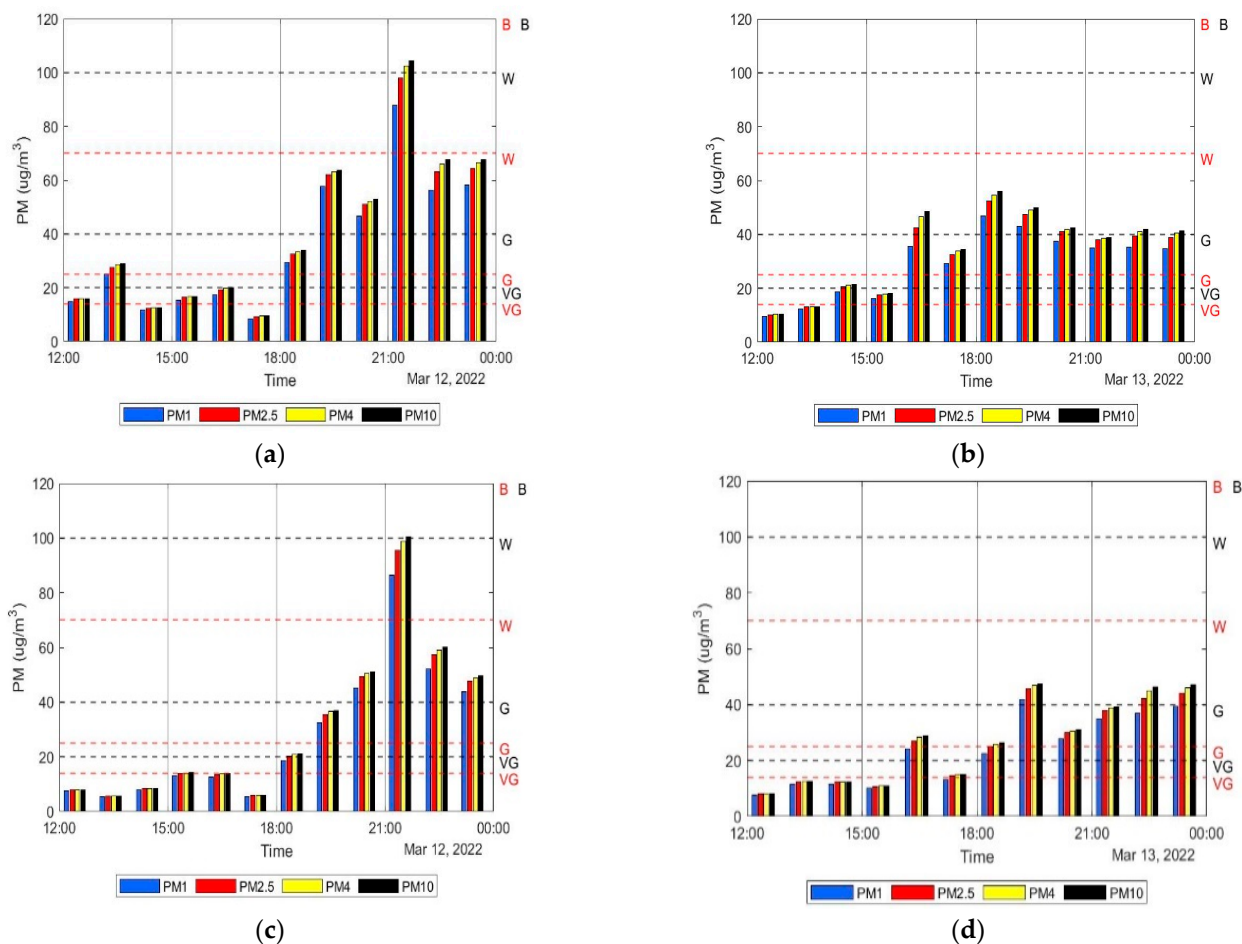 120
100
80
60
40
20
0
PM (ug/m³)
B B
W
W
G
G
VG
VG
12:00 15:00 18:00 21:00 00:00
Time Mar 12, 2022
PM1 PM2.5 PM4 PM10
(a)
120
100
80
60
40
20
0
PM (ug/m³)
B B
W
W
G
G
VG
VG
12:00 15:00 18:00 21:00 00:00
Time Mar 13, 2022
PM1 PM2.5 PM4 PM10
(b)
120
100
80
60
40
20
0
PM (ug/m³)
B B
W
W
G
G
VG
VG
12:00 15:00 18:00 21:00 00:00
Time Mar 12, 2022
PM1 PM2.5 PM4 PM10
(c)
120
100
80
60
40
20
0
PM (ug/m³)
B B
W
W
G
G
VG
VG
12:00 15:00 18:00 21:00 00:00
Time Mar 13, 2022
PM1 PM2.5 PM4 PM10
(d)